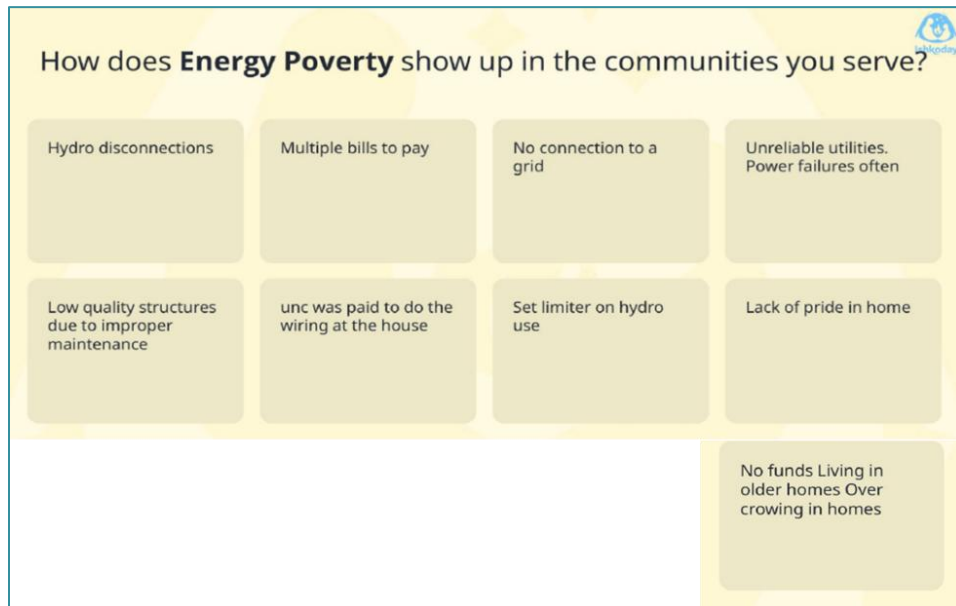 Ishkoday
How does Energy Poverty show up in the communities you serve?
Hydro disconnections
Multiple bills to pay
No connection to a
grid
Unreliable utilities.
Power failures often
Low quality structures
due to improper
maintenance
unc was paid to do the
wiring at the house
Set limiter on hydro
use
Lack of pride in home
No funds Living in
older homes Over
crowing in homes